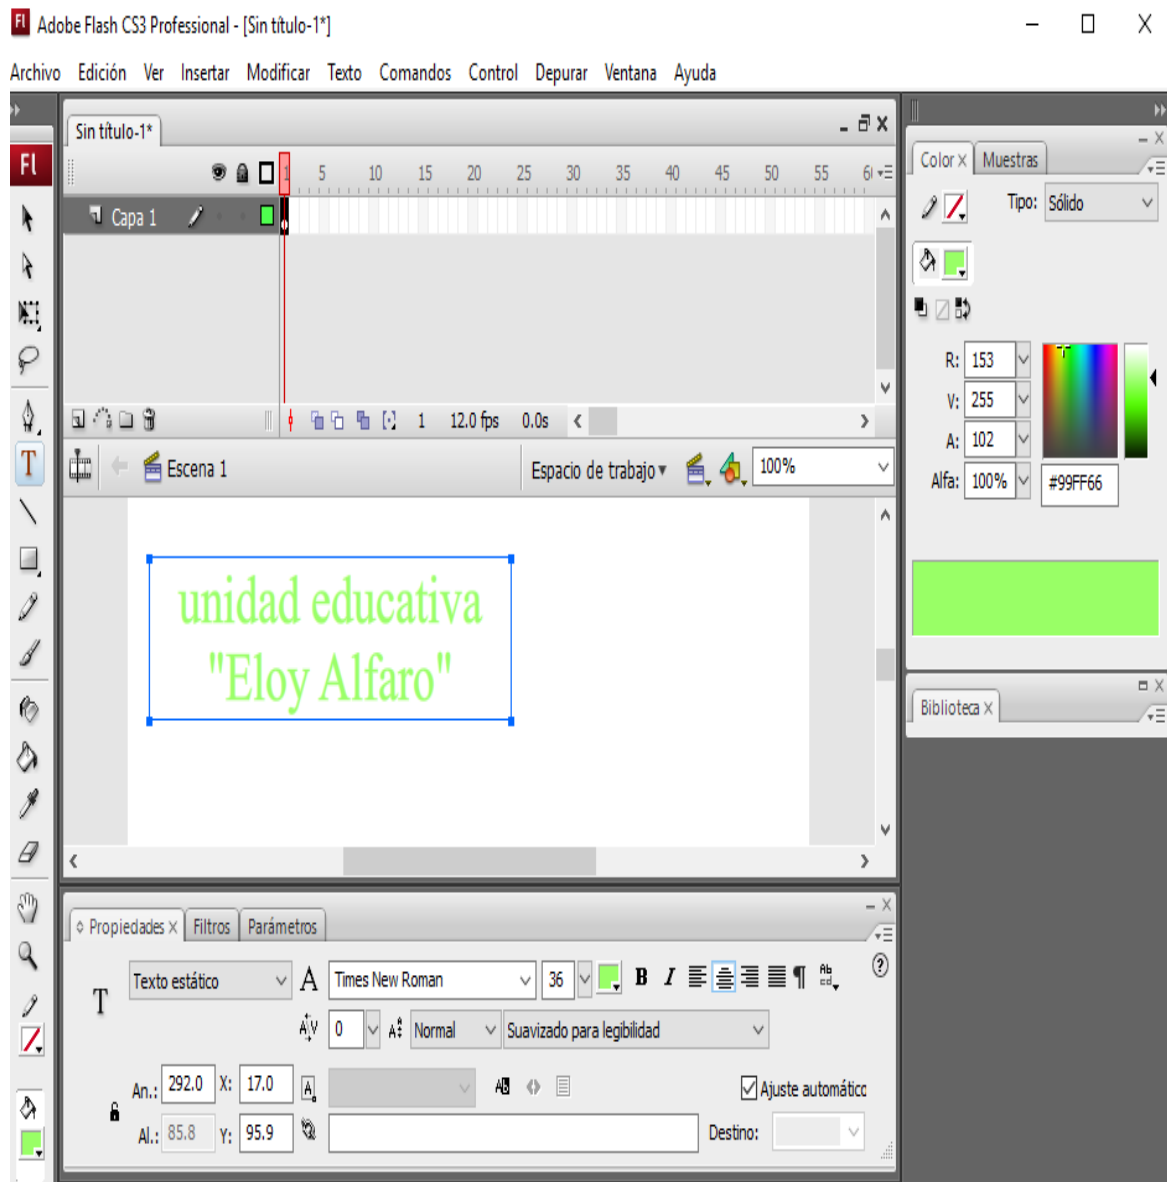 Fl Adobe Flash CS3 Professional - [Sin título-1*]
Archivo Edición Ver Insertar Modificar Texto Comandos Control Depurar Ventana Ayuda
Sin título-1*
Fl
1 5 10 15 20 25 30 35 40 45 50 55
Capa 1
1 12.0 fps 0.0s
Escena 1 Espacio de trabajo 100%
unidad educativa
"Eloy Alfaro"
Propiedades Filtros Parámetros
T Texto estático A Times New Roman 36 B I
A|V 0 Normal Suavizado para legibilidad
An.: 292.0 X: 17.0 Ajuste automático
Al.: 85.8 Y: 95.9 Destino:
Color Muestras
Tipo: Sólido
R: 153
V: 255
A: 102
Alfa: 100% #99FF66
Biblioteca